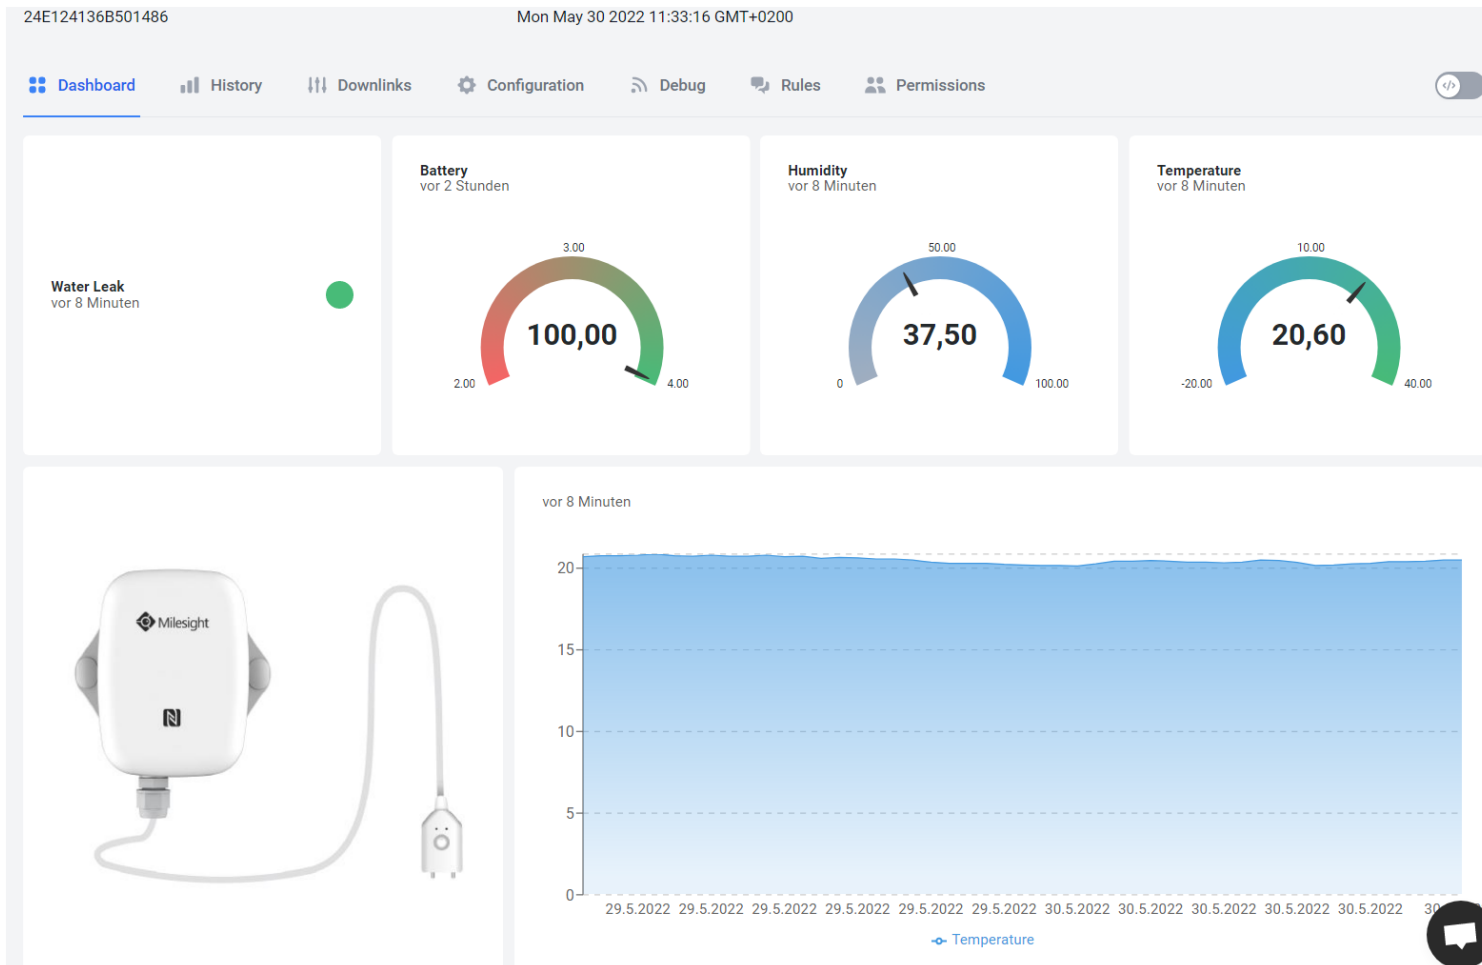 24E124136B501486
Mon May 30 2022 11:33:16 GMT+0200
Dashboard
History
Downlinks
Configuration
Debug
Rules
Permissions
Water Leak
vor 8 Minuten
Battery
vor 2 Stunden
3.00
100,00
2.00
4.00
Humidity
vor 8 Minuten
50.00
37,50
0
100.00
Temperature
vor 8 Minuten
10.00
20,60
-20.00
40.00
Milesight
vor 8 Minuten
20
15
10
5
0
29.5.2022 29.5.2022 29.5.2022 29.5.2022 29.5.2022 29.5.2022 30.5.2022 30.5.2022 30.5.2022 30.5.2022 30.5.2022
Temperature